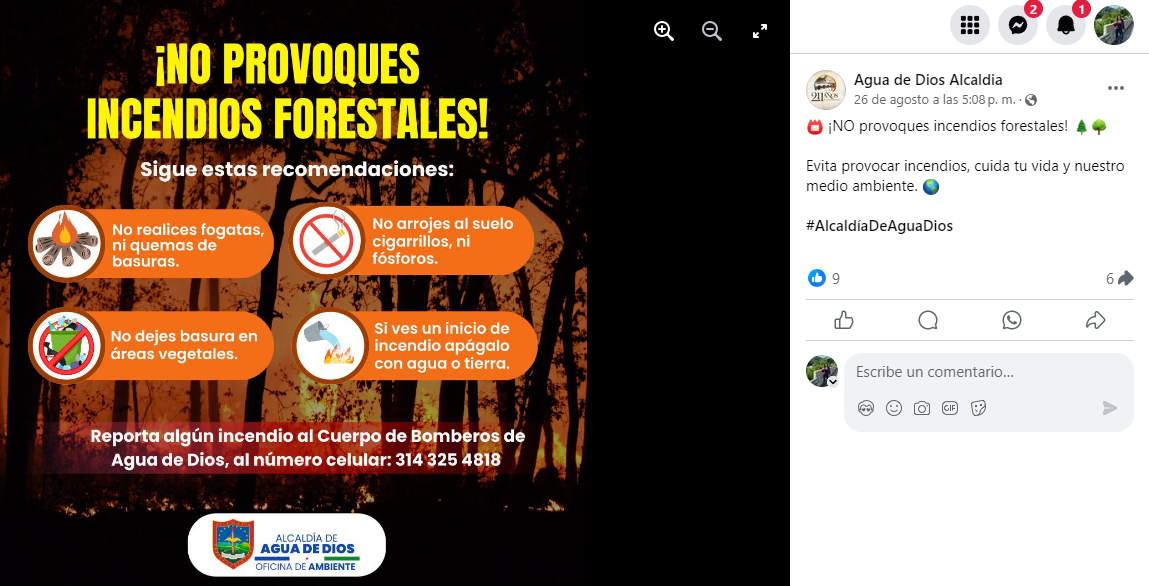 ¡NO PROVOQUES
INCENDIOS FORESTALES!
Sigue estas recomendaciones:
No realices fogatas,
ni quemas de
basuras.
No arrojes al suelo
cigarrillos, ni
fósforos.
No dejes basura en
áreas vegetales.
Si ves un inicio de
incendio apágalo
con agua o tierra.
Reporta algún incendio al Cuerpo de Bomberos de
Agua de Dios, al número celular: 314 325 4818
ALCALDÍA DE
AGUA DE DIOS
OFICINA DE AMBIENTE
2
1
Agua de Dios Alcaldia
26 de agosto a las 5:08 p. m. ·
¡NO provoques incendios forestales!
Evita provocar incendios, cuida tu vida y nuestro
medio ambiente.
#AlcaldíaDeAguaDios
9
6
Escribe un comentario...
GIF